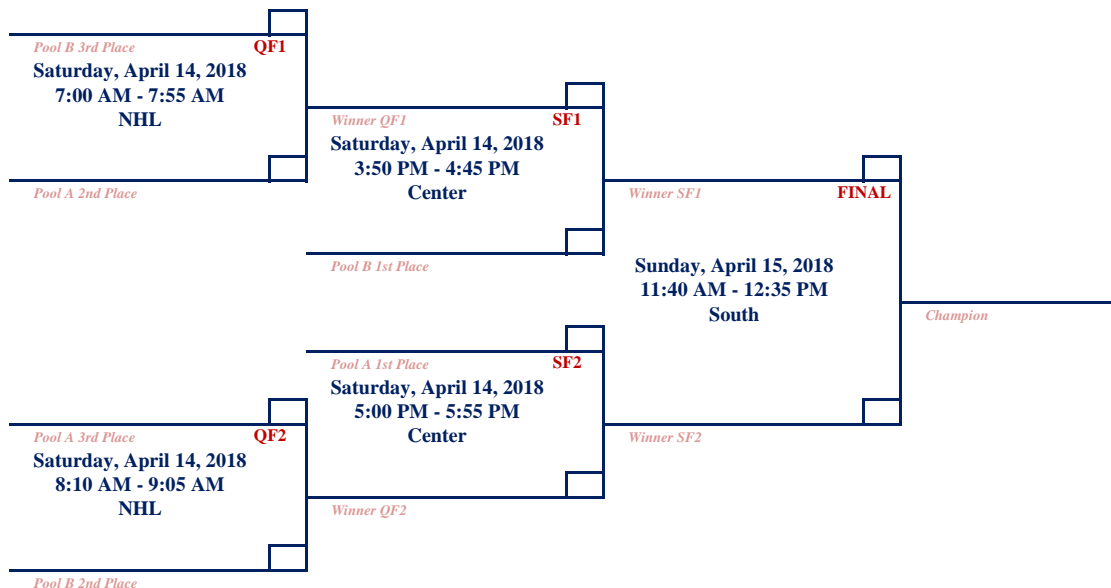 Pool B 3rd Place
QF1
Saturday, April 14, 2018
7:00 AM - 7:55 AM
NHL
Pool A 2nd Place
Winner QF1
SF1
Saturday, April 14, 2018
3:50 PM - 4:45 PM
Center
Pool B 1st Place
Winner SF1
FINAL
Sunday, April 15, 2018
11:40 AM - 12:35 PM
South
Champion
Pool A 1st Place
SF2
Saturday, April 14, 2018
5:00 PM - 5:55 PM
Center
Winner SF2
Pool A 3rd Place
QF2
Saturday, April 14, 2018
8:10 AM - 9:05 AM
NHL
Winner QF2
Pool B 2nd Place